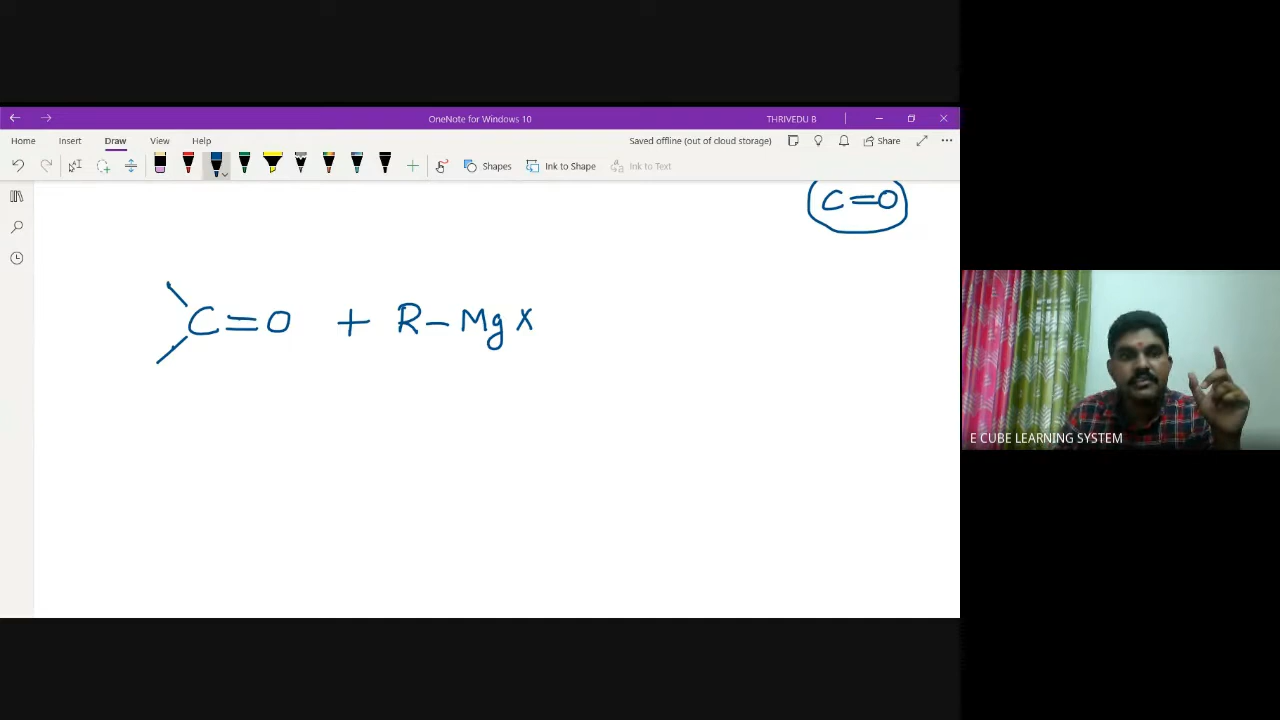 OneNote for Windows 10
THRIVEDU B
Home Insert Draw View Help
Saved offline (out of cloud storage)
Share
Shapes Ink to Shape Ink to Text
C=O
C=O + R-MgX
E CUBE LEARNING SYSTEM